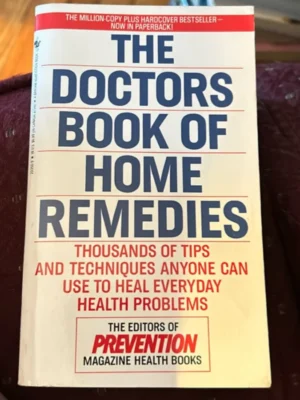 THE MILLION-COPY PLUS HARDCOVER BESTSELLER—
NOW IN PAPERBACK!
THE
DOCTORS
BOOK OF
HOME
REMEDIES
THOUSANDS OF TIPS
AND TECHNIQUES ANYONE CAN
USE TO HEAL EVERYDAY
HEALTH PROBLEMS
THE EDITORS OF
PREVENTION
MAGAZINE HEALTH BOOKS